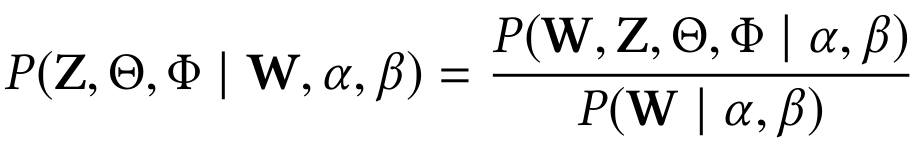 P(Z, Θ, Φ | W, α, β) = P(W, Z, Θ, Φ | α, β) / P(W | α, β)